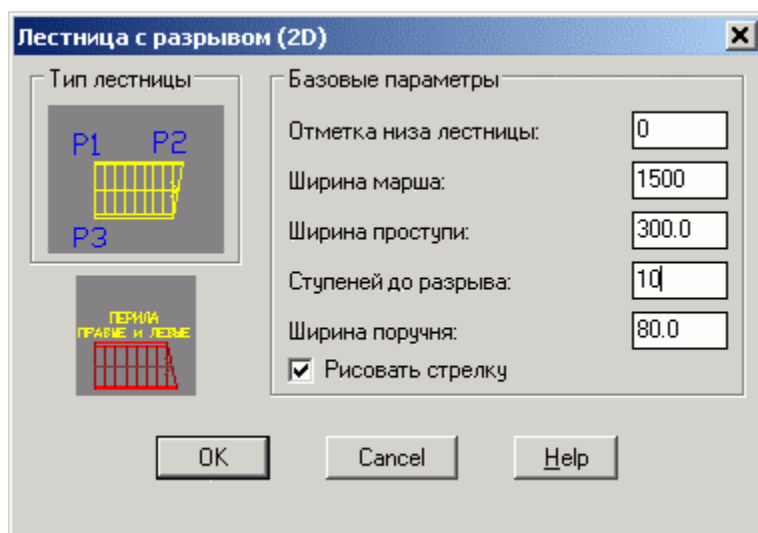 Лестница с разрывом (2D)
Тип лестницы
P1 P2
P3
ПЕРИЛА
ПРАВЫЕ И ЛЕВЫЕ
Базовые параметры
Отметка низа лестницы: 0
Ширина марша: 1500
Ширина проступи: 300.0
Ступеней до разрыва: 10
Ширина поручня: 80.0
Рисовать стрелку
OK Cancel Help